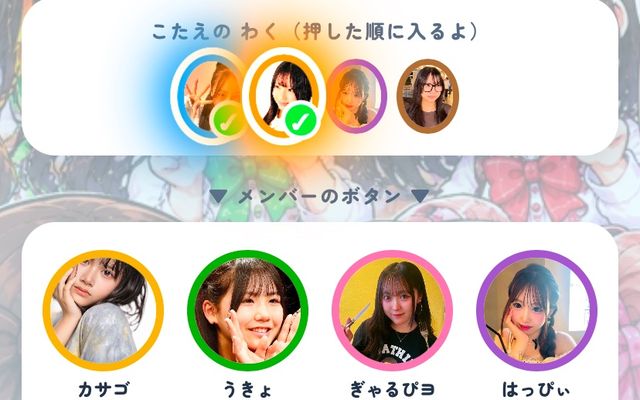 こたえの わく（押した順に入るよ）
▼ メンバーのボタン ▼
カサゴ
うきょ
ぎゃるぴヨ
はっぴぃ